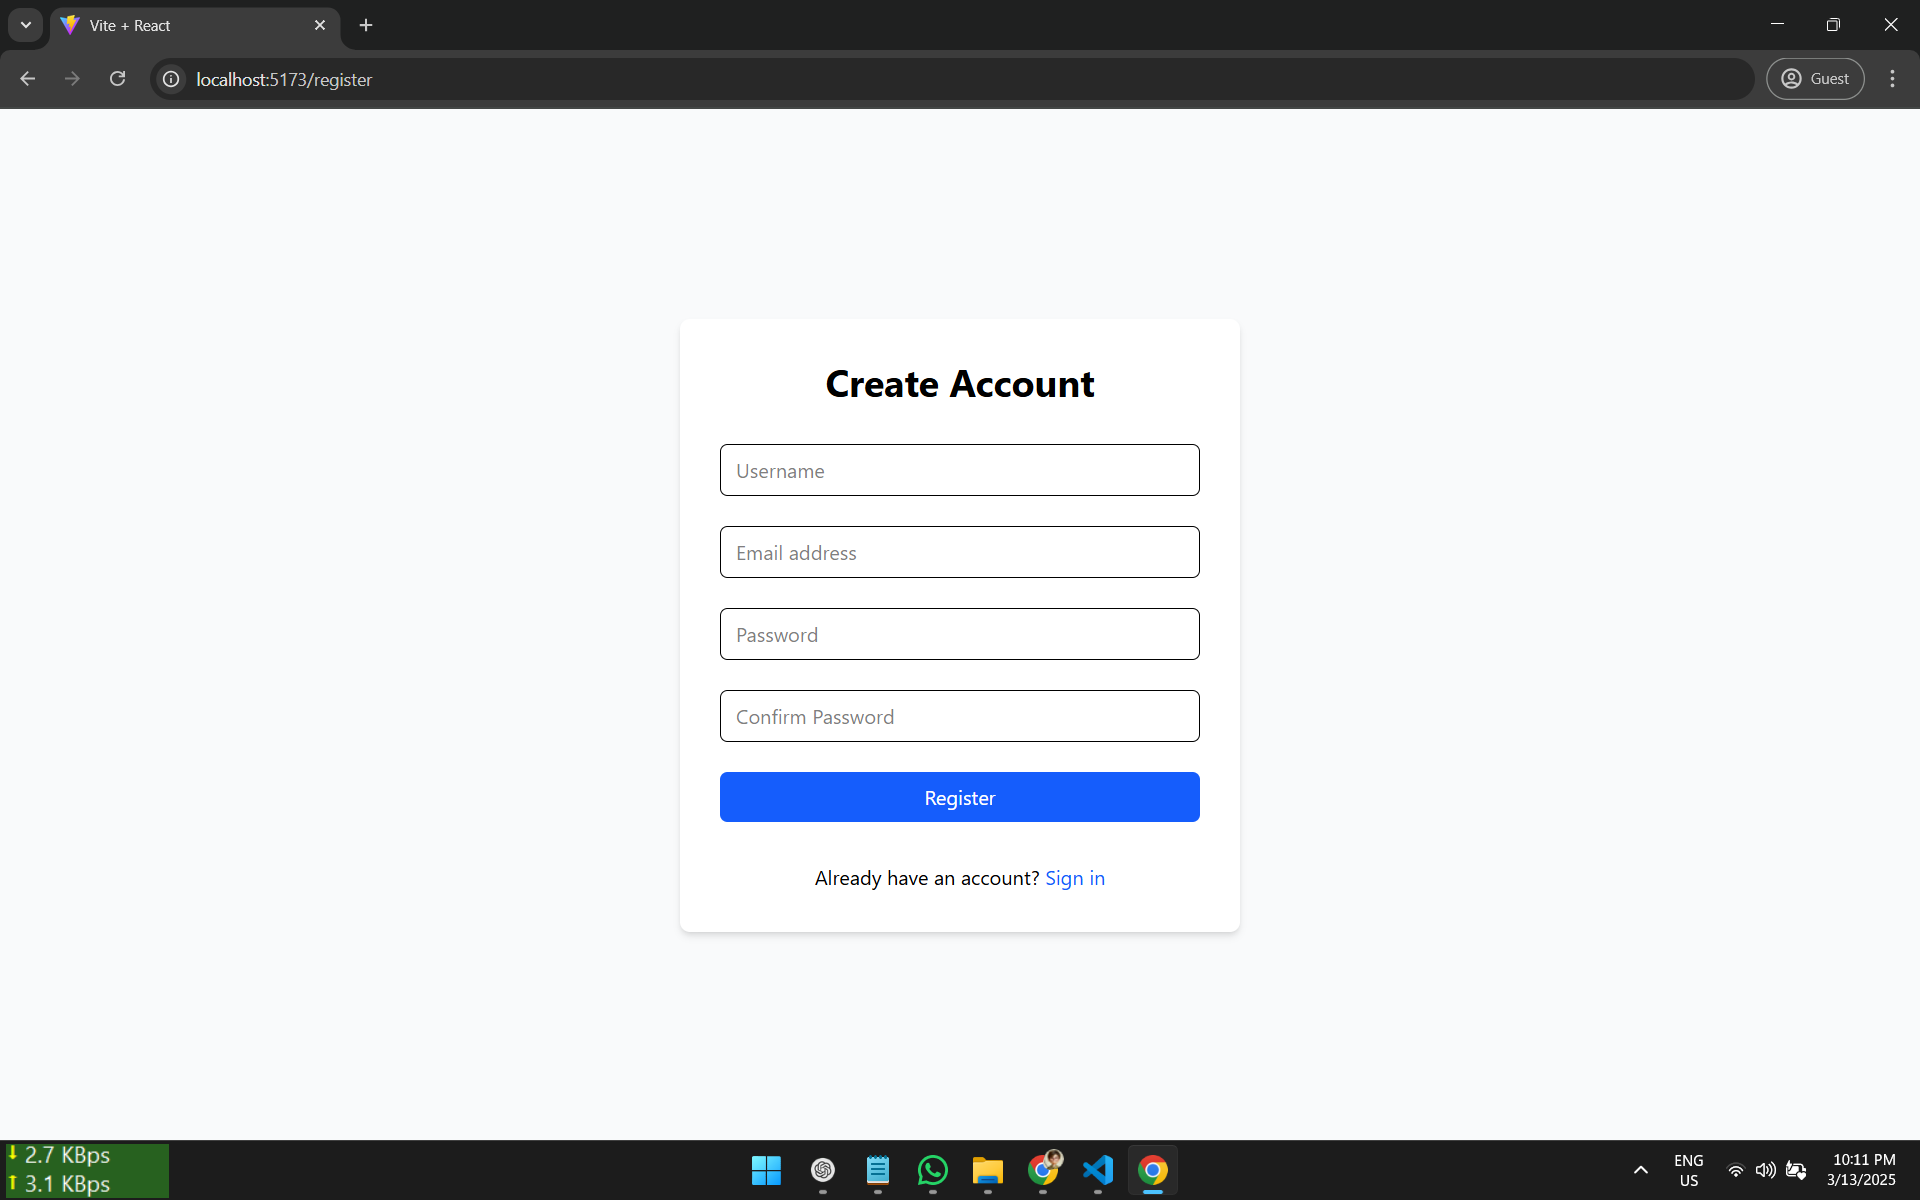 Vite + React
localhost:5173/register
Guest
Create Account
Username
Email address
Password
Confirm Password
Register
Already have an account? Sign in
2.7 KBps
3.1 KBps
ENG
US
10:11 PM
3/13/2025